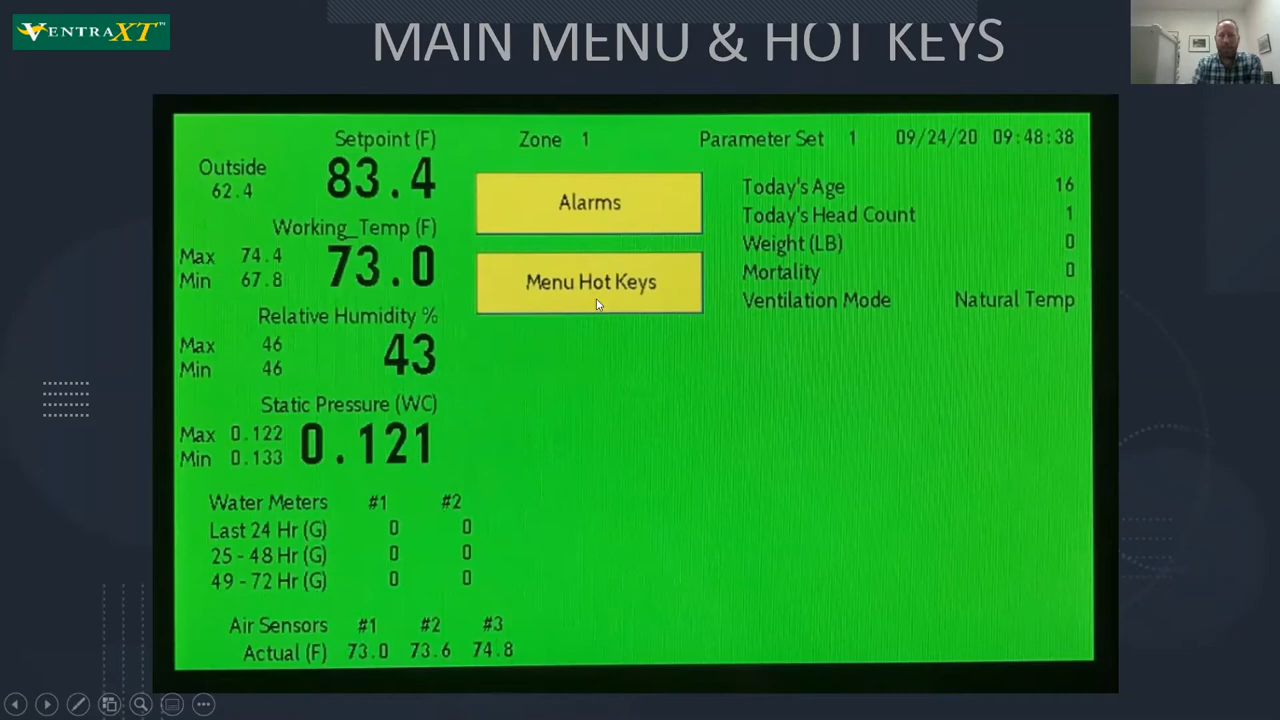 VENTRAXT™
MAIN MENU & HOT KEYS
Setpoint (F) Zone 1 Parameter Set 1 09/24/20 09:48:38
Outside 83.4
62.4
Alarms
Today's Age 16
Today's Head Count 1
Working_Temp (F)
Weight (LB) 0
Max 74.4 73.0
Min 67.8
Menu Hot Keys
Mortality 0
Ventilation Mode Natural Temp
Relative Humidity %
Max 46 43
Min 46
Static Pressure (WC)
Max 0.122 0.121
Min 0.133
Water Meters #1 #2
Last 24 Hr (G) 0 0
25 - 48 Hr (G) 0 0
49 - 72 Hr (G) 0 0
Air Sensors #1 #2 #3
Actual (F) 73.0 73.6 74.8